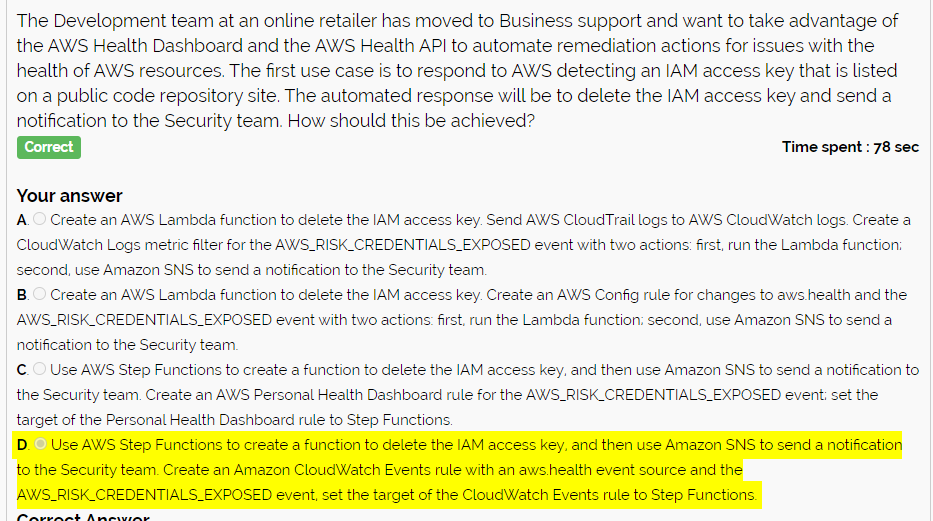 The Development team at an online retailer has moved to Business support and want to take advantage of
the AWS Health Dashboard and the AWS Health API to automate remediation actions for issues with the
health of AWS resources. The first use case is to respond to AWS detecting an IAM access key that is listed
on a public code repository site. The automated response will be to delete the IAM access key and send a
notification to the Security team. How should this be achieved?
Correct
Time spent : 78 sec
Your answer
A. Create an AWS Lambda function to delete the IAM access key. Send AWS CloudTrail logs to AWS CloudWatch logs. Create a
CloudWatch Logs metric filter for the AWS_RISK_CREDENTIALS_EXPOSED event with two actions: first, run the Lambda function;
second, use Amazon SNS to send a notification to the Security team.
B. Create an AWS Lambda function to delete the IAM access key. Create an AWS Config rule for changes to aws.health and the
AWS_RISK_CREDENTIALS_EXPOSED event with two actions: first, run the Lambda function; second, use Amazon SNS to send a
notification to the Security team.
C. Use AWS Step Functions to create a function to delete the IAM access key, and then use Amazon SNS to send a notification to
the Security team. Create an AWS Personal Health Dashboard rule for the AWS_RISK_CREDENTIALS_EXPOSED event; set the
target of the Personal Health Dashboard rule to Step Functions.
D. Use AWS Step Functions to create a function to delete the IAM access key, and then use Amazon SNS to send a notification
to the Security team. Create an Amazon CloudWatch Events rule with an aws.health event source and the
AWS_RISK_CREDENTIALS_EXPOSED event, set the target of the CloudWatch Events rule to Step Functions.
Correct Answer